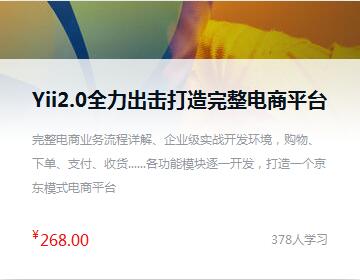 Yii2.0全力出击打造完整电商平台
完整电商业务流程详解、企业级实战开发环境，购物、
下单、支付、收货......各功能模块逐一开发，打造一个京
东模式电商平台
¥268.00
378人学习